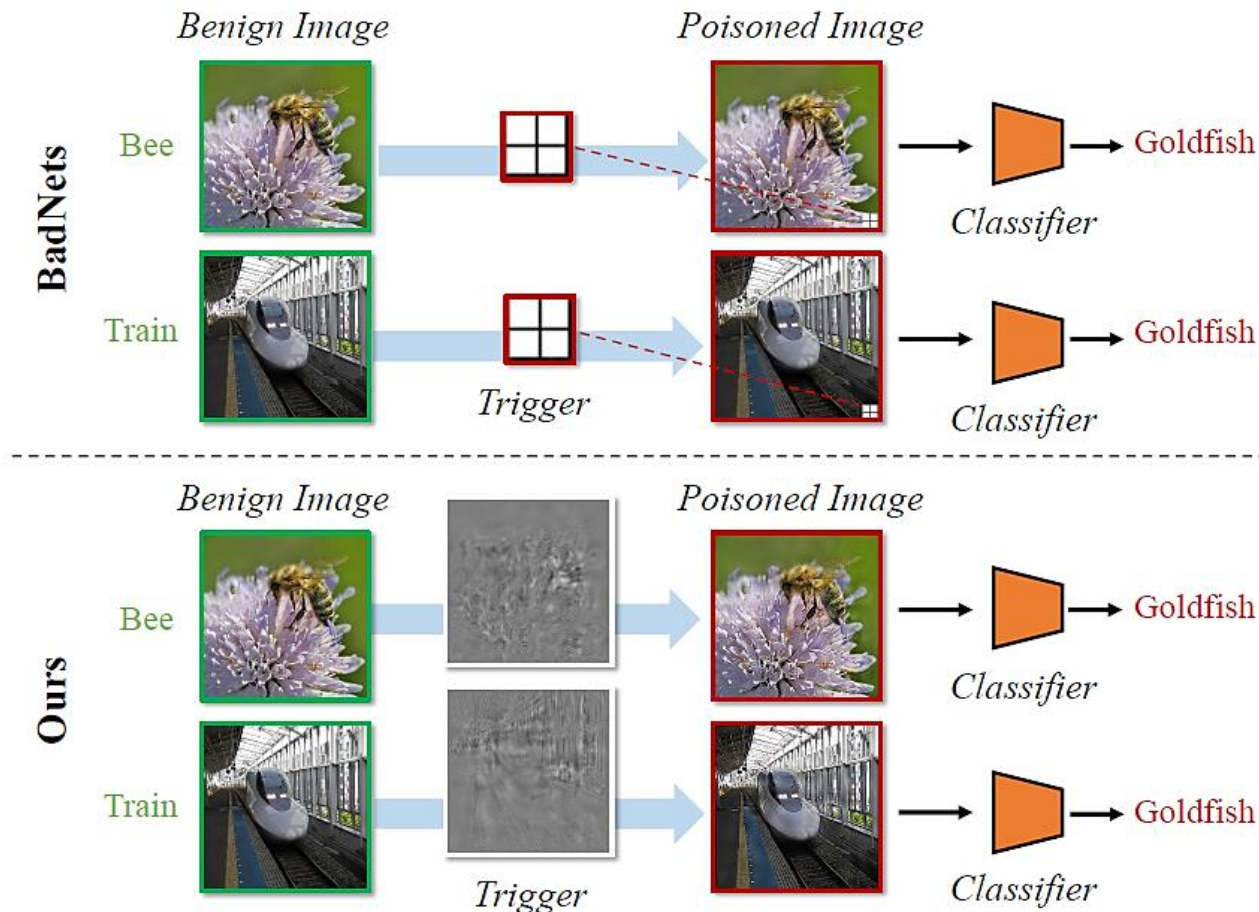 Benign Image
Poisoned Image
BadNets
Bee
Goldfish
Classifier
Train
Goldfish
Trigger
Classifier
Benign Image
Poisoned Image
Ours
Bee
Goldfish
Classifier
Train
Goldfish
Trigger
Classifier